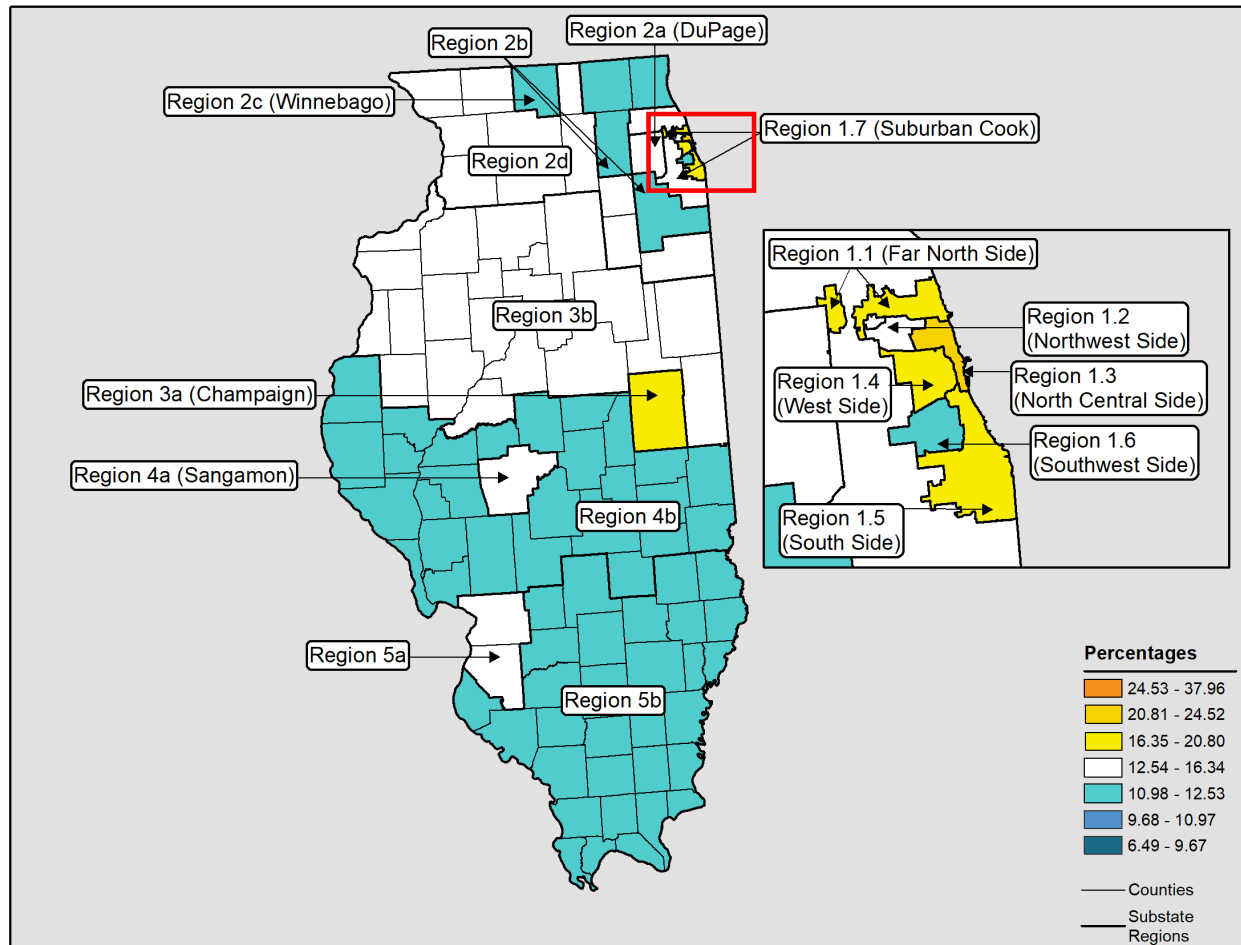 Region 2a (DuPage)
Region 2b
Region 2c (Winnebago)
Region 1.7 (Suburban Cook)
Region 2d
Region 1.1 (Far North Side)
Region 3b
Region 1.2
(Northwest Side)
Region 3a (Champaign)
Region 1.4
(West Side)
Region 1.3
(North Central Side)
Region 1.6
(Southwest Side)
Region 4a (Sangamon)
Region 4b
Region 1.5
(South Side)
Region 5a
Region 5b
Percentages
24.53 - 37.96
20.81 - 24.52
16.35 - 20.80
12.54 - 16.34
10.98 - 12.53
9.68 - 10.97
6.49 - 9.67
Counties
Substate
Regions